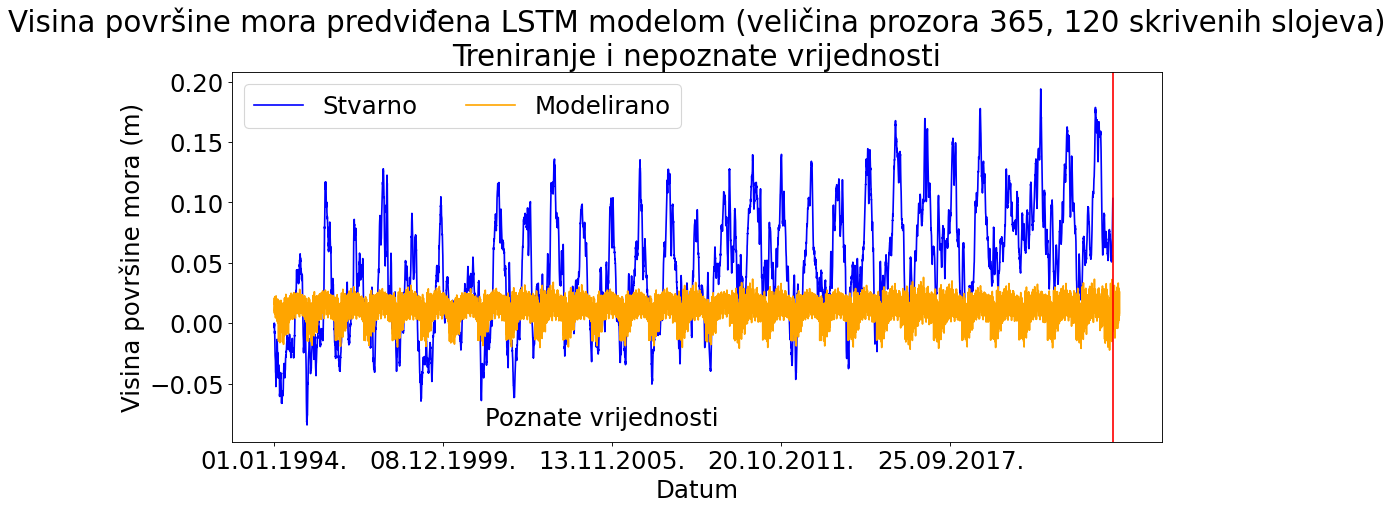 Visina površine mora predviđena LSTM modelom (veličina prozora 365, 120 skrivenih slojeva)
Treniranje i nepoznate vrijednosti
Stvarno
Modelirano
Visina površine mora (m)
0.20
0.15
0.10
0.05
0.00
−0.05
Poznate vrijednosti
01.01.1994.
08.12.1999.
13.11.2005.
20.10.2011.
25.09.2017.
Datum